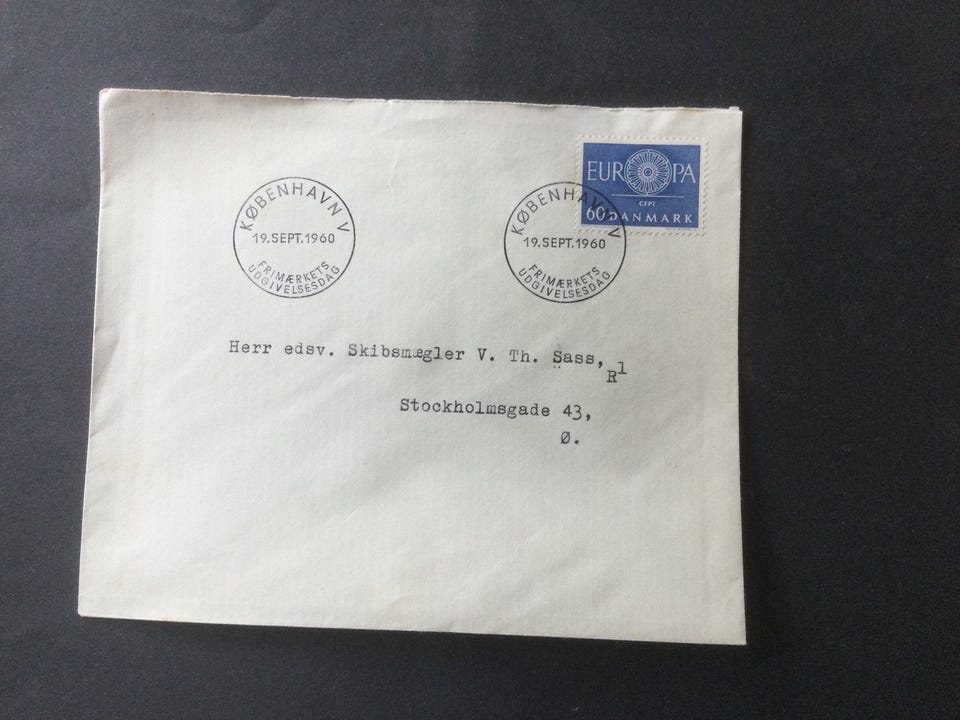 EUROPA
CEPT
60 DANMARK
KØBENHAVN V
19.SEPT.1960
FRIMÆRKETS
UDGIVELSESDAG
KØBENHAVN V
19.SEPT.1960
FRIMÆRKETS
UDGIVELSESDAG
Herr edsv. Skibsmægler V. Th. Sass, R1
Stockholmsgade 43,
Ø.